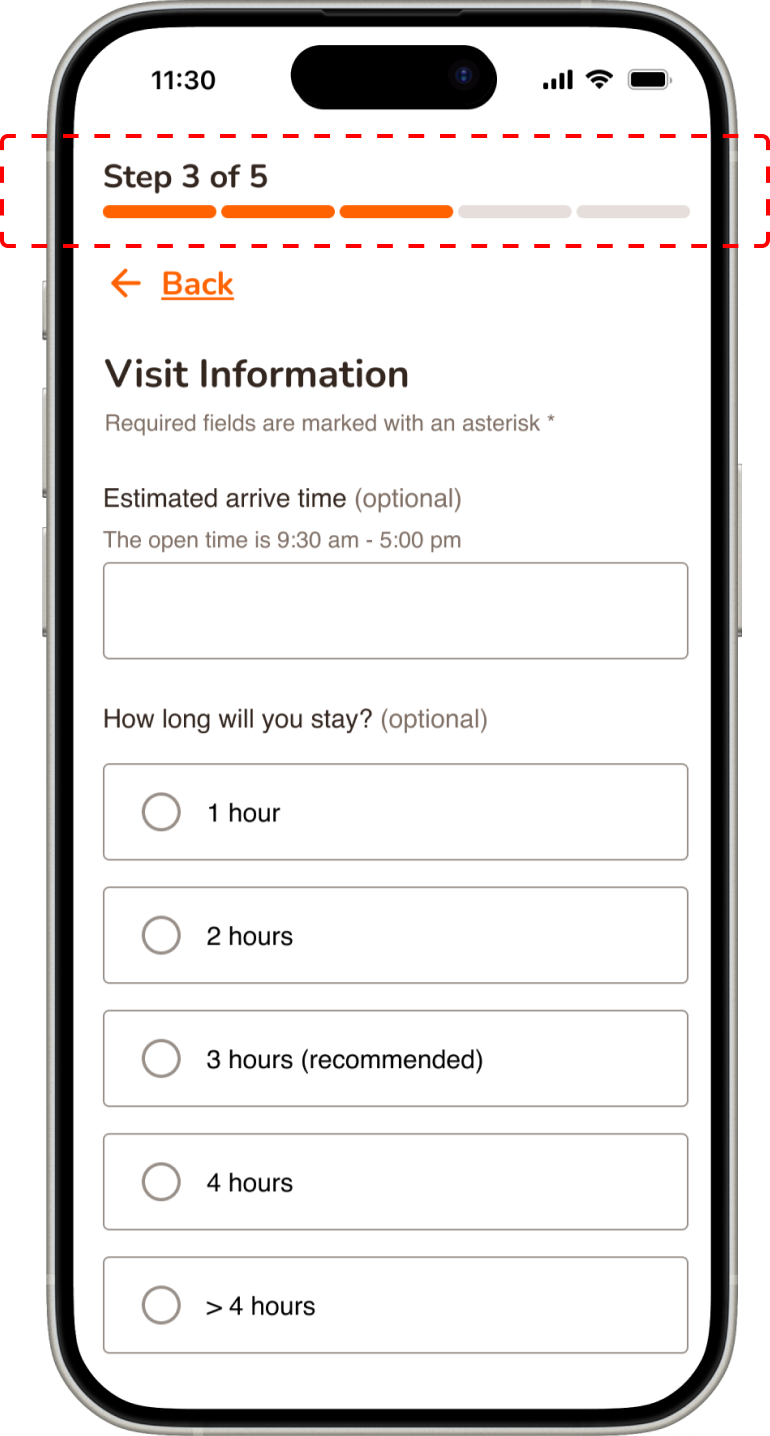 11:30
Step 3 of 5
Back
Visit Information
Required fields are marked with an asterisk *
Estimated arrive time (optional)
The open time is 9:30 am - 5:00 pm
How long will you stay? (optional)
1 hour
2 hours
3 hours (recommended)
4 hours
> 4 hours